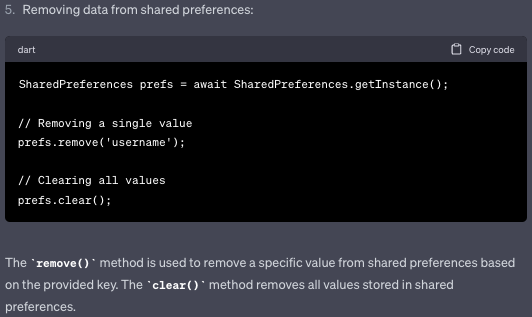 5. Removing data from shared preferences:
dart
Copy code
SharedPreferences prefs = await SharedPreferences.getInstance();
// Removing a single value
prefs.remove('username');
// Clearing all values
prefs.clear();
The `remove()` method is used to remove a specific value from shared preferences based
on the provided key. The `clear()` method removes all values stored in shared
preferences.